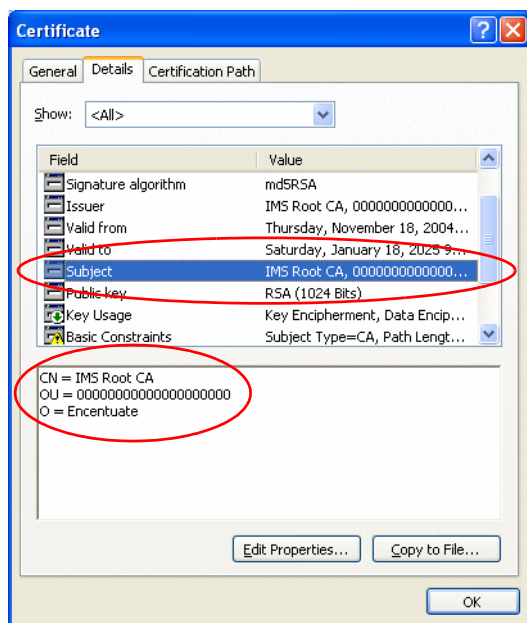 Certificate
General Details Certification Path
Show: <All>
Field Value
Signature algorithm md5RSA
Issuer IMS Root CA, 0000000000000...
Valid from Thursday, November 18, 2004...
Valid to Saturday, January 18, 2025 9...
Subject IMS Root CA, 0000000000000...
Public key RSA (1024 Bits)
Key Usage Key Encipherment, Data Encip...
Basic Constraints Subject Type=CA, Path Lengt...
CN = IMS Root CA
OU = 00000000000000000000
O = Encentuate
Edit Properties... Copy to File...
OK